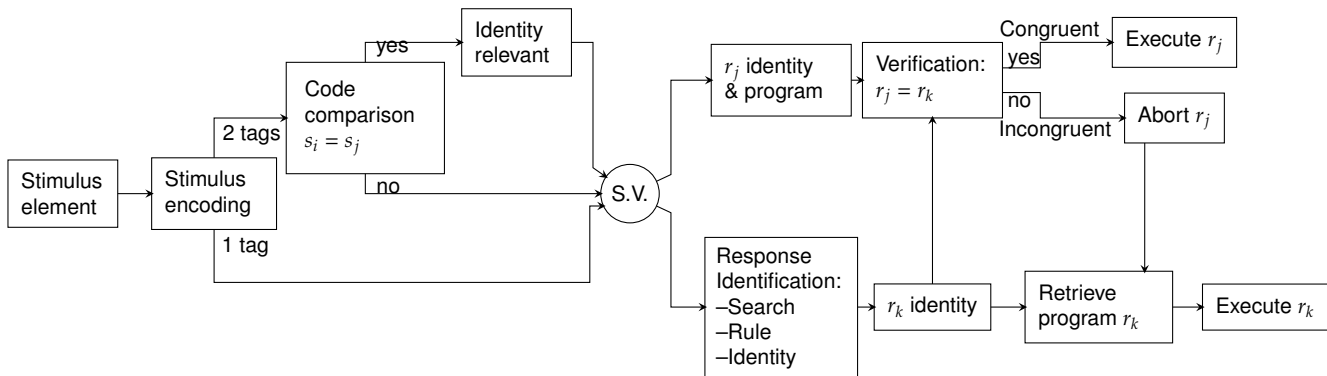 Stimulus
element
Stimulus
encoding
2 tags
1 tag
Code
comparison
sᵢ = sⱼ
yes
no
Identity
relevant
S.V.
rⱼ identity
& program
Verification:
rⱼ = rₖ
Congruent
yes
no
Incongruent
Execute rⱼ
Abort rⱼ
Response
Identification:
–Search
–Rule
–Identity
rₖ identity
Retrieve
program rₖ
Execute rₖ